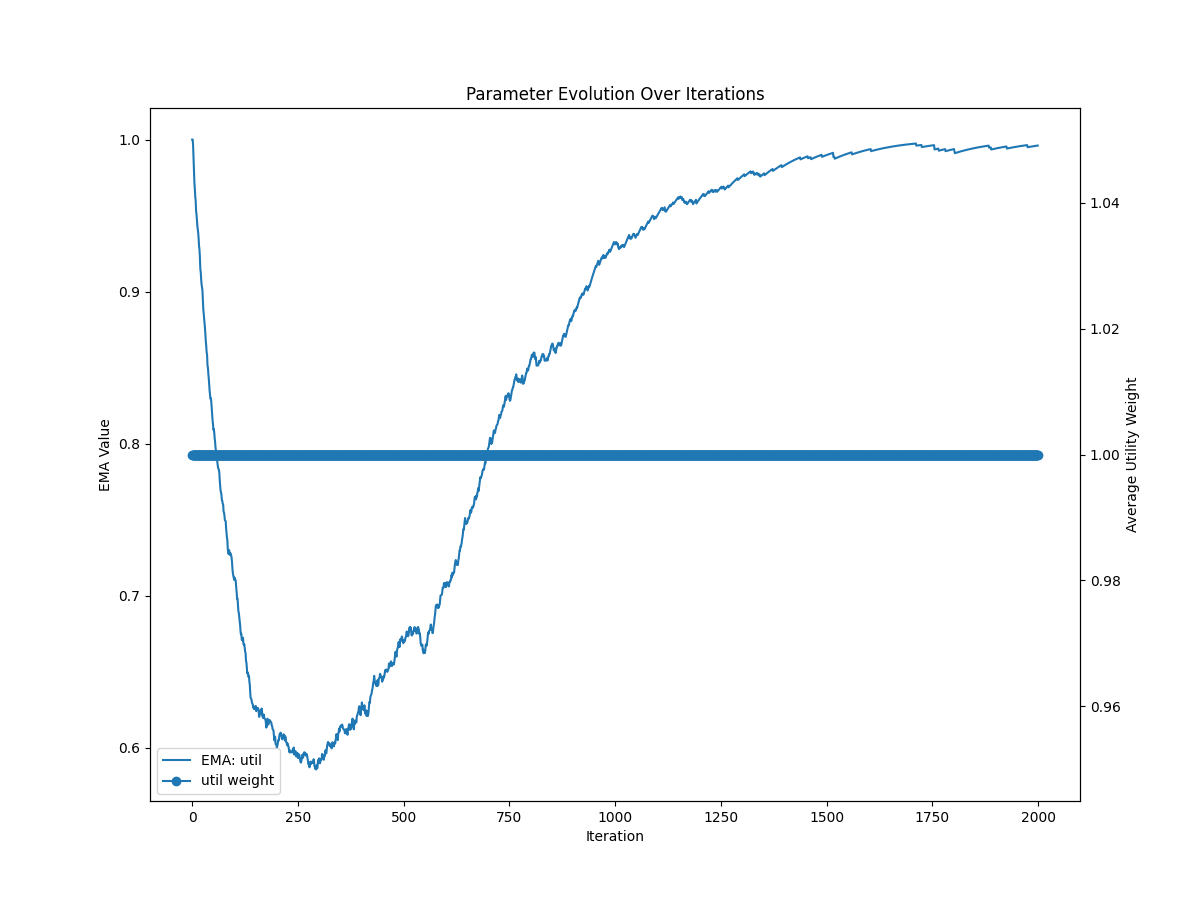 Parameter Evolution Over Iterations
1.0
0.9
0.8
0.7
0.6
EMA Value
1.04
1.02
1.00
0.98
0.96
Average Utility Weight
EMA: util
util weight
0 250 500 750 1000 1250 1500 1750 2000
Iteration